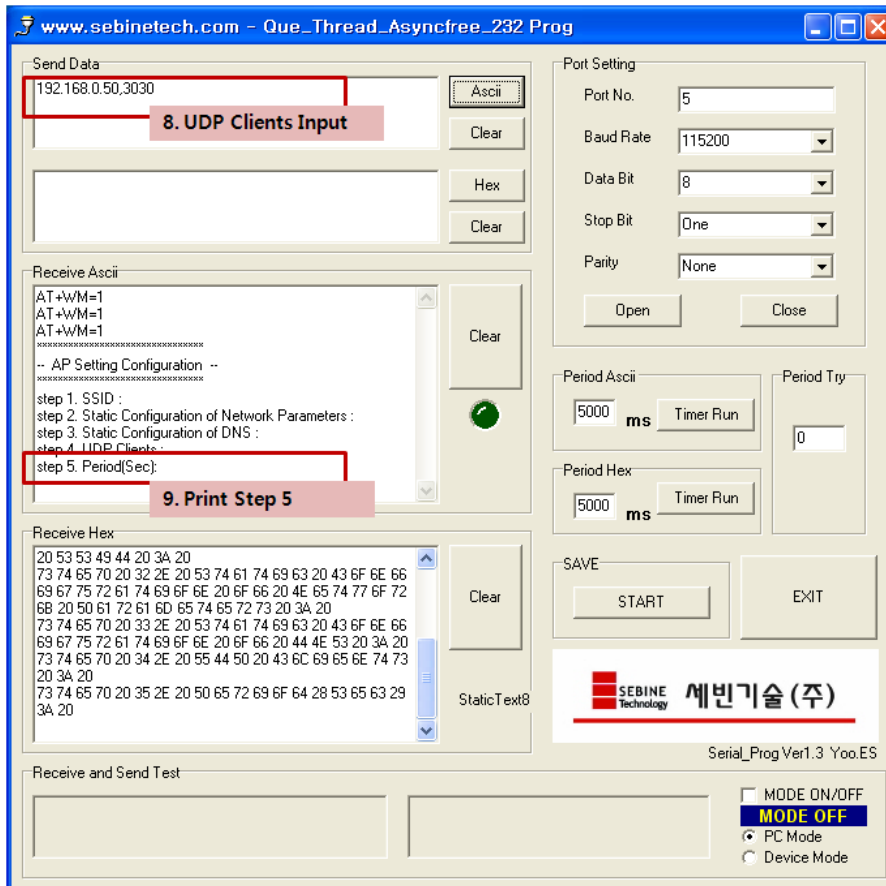 www.sebinetech.com - Que_Thread_Asyncfree_232 Prog
Send Data
192.168.0.50,3030
8. UDP Clients Input
Ascii
Clear
Hex
Clear
Receive Ascii
AT+WM=1
AT+WM=1
AT+WM=1
********************************
-- AP Setting Configuration --
********************************
step 1. SSID :
step 2. Static Configuration of Network Parameters :
step 3. Static Configuration of DNS :
step 4. UDP Clients :
step 5. Period(Sec):
9. Print Step 5
Clear
Receive Hex
20 53 53 49 44 20 3A 20
73 74 65 70 20 32 2E 20 53 74 61 74 69 63 20 43 6F 6E 66
69 67 75 72 61 74 69 6F 6E 20 6F 66 20 4E 65 74 77 6F 72
6B 20 50 61 72 61 6D 65 74 65 72 73 20 3A 20
73 74 65 70 20 33 2E 20 53 74 61 74 69 63 20 43 6F 6E 66
69 67 75 72 61 74 69 6F 6E 20 6F 66 20 44 4E 53 20 3A 20
73 74 65 70 20 34 2E 20 55 44 50 20 43 6C 69 65 6E 74 73
20 3A 20
73 74 65 70 20 35 2E 20 50 65 72 69 6F 64 28 53 65 63 29
3A 20
Clear
StaticText8
Port Setting
Port No.
5
Baud Rate
115200
Data Bit
8
Stop Bit
One
Parity
None
Open
Close
Period Ascii
5000
ms
Timer Run
Period Hex
5000
ms
Timer Run
Period Try
0
SAVE
START
EXIT
SEBINE
Technology
세빈기술(주)
Serial_Prog Ver1.3 Yoo.ES
Receive and Send Test
MODE ON/OFF
MODE OFF
PC Mode
Device Mode